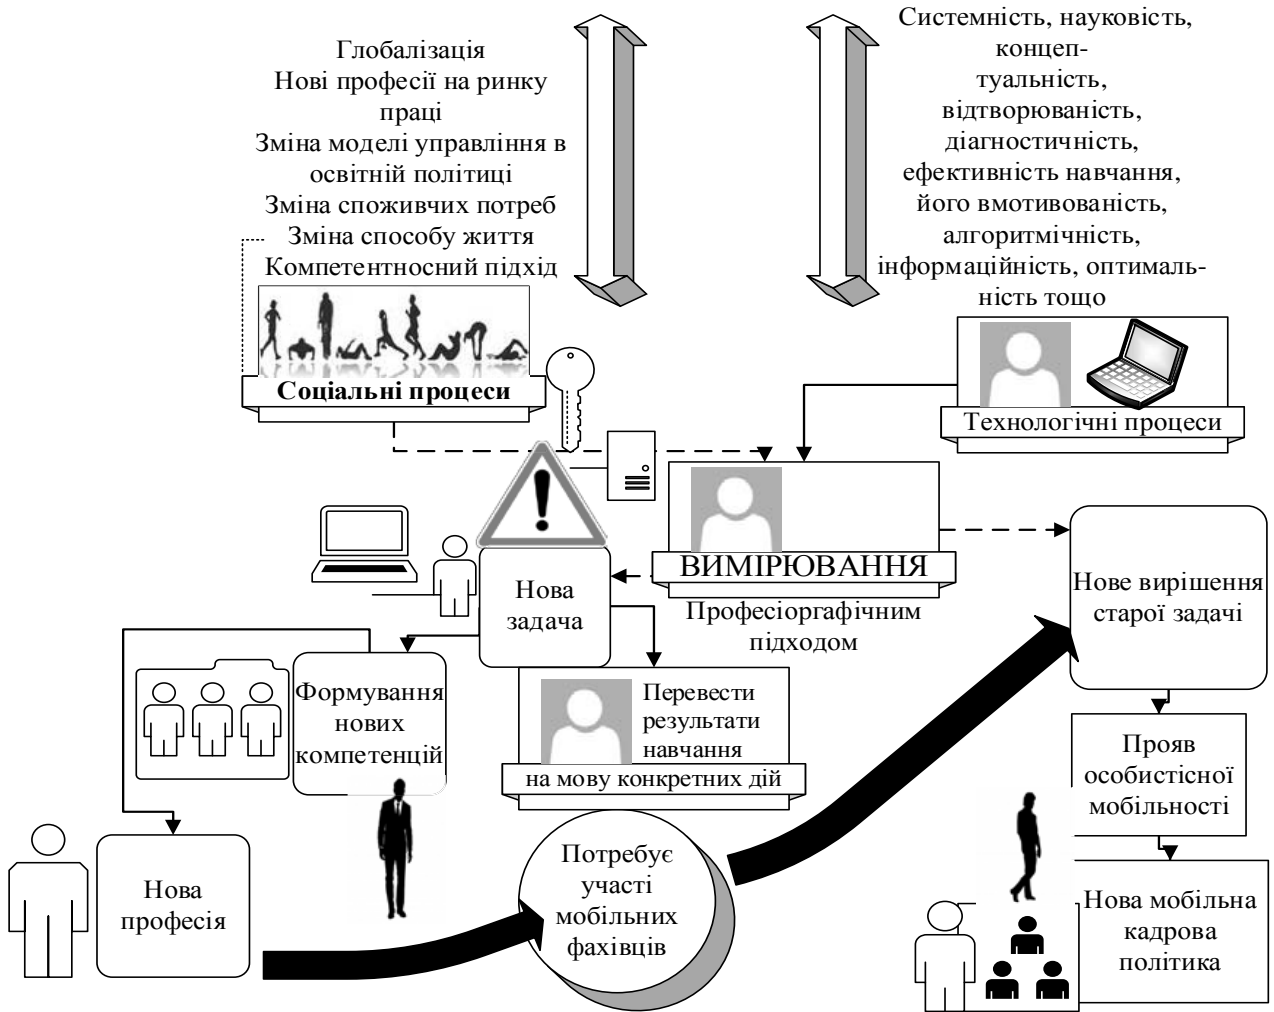 Глобалізація
Нові професії на ринку
праці
Зміна моделі управління в
освітній політиці
Зміна споживчих потреб
Зміна способу життя
Компетентносний підхід
Соціальні процеси
Системність, науковість,
концеп-
туальність,
відтворюваність,
діагностичність,
ефективність навчання,
його вмотивованість,
алгоритмічність,
інформаційність, оптималь-
ність тощо
Технологічні процеси
ВИМІРЮВАННЯ
Професіоргафічним
підходом
Нова
задача
Нове вирішення
старої задачі
Формування
нових
компетенцій
Перевести
результати
навчання
на мову конкретних дій
Прояв
особистісної
мобільності
Нова
професія
Потребує
участі
мобільних
фахівців
Нова мобільна
кадрова
політика